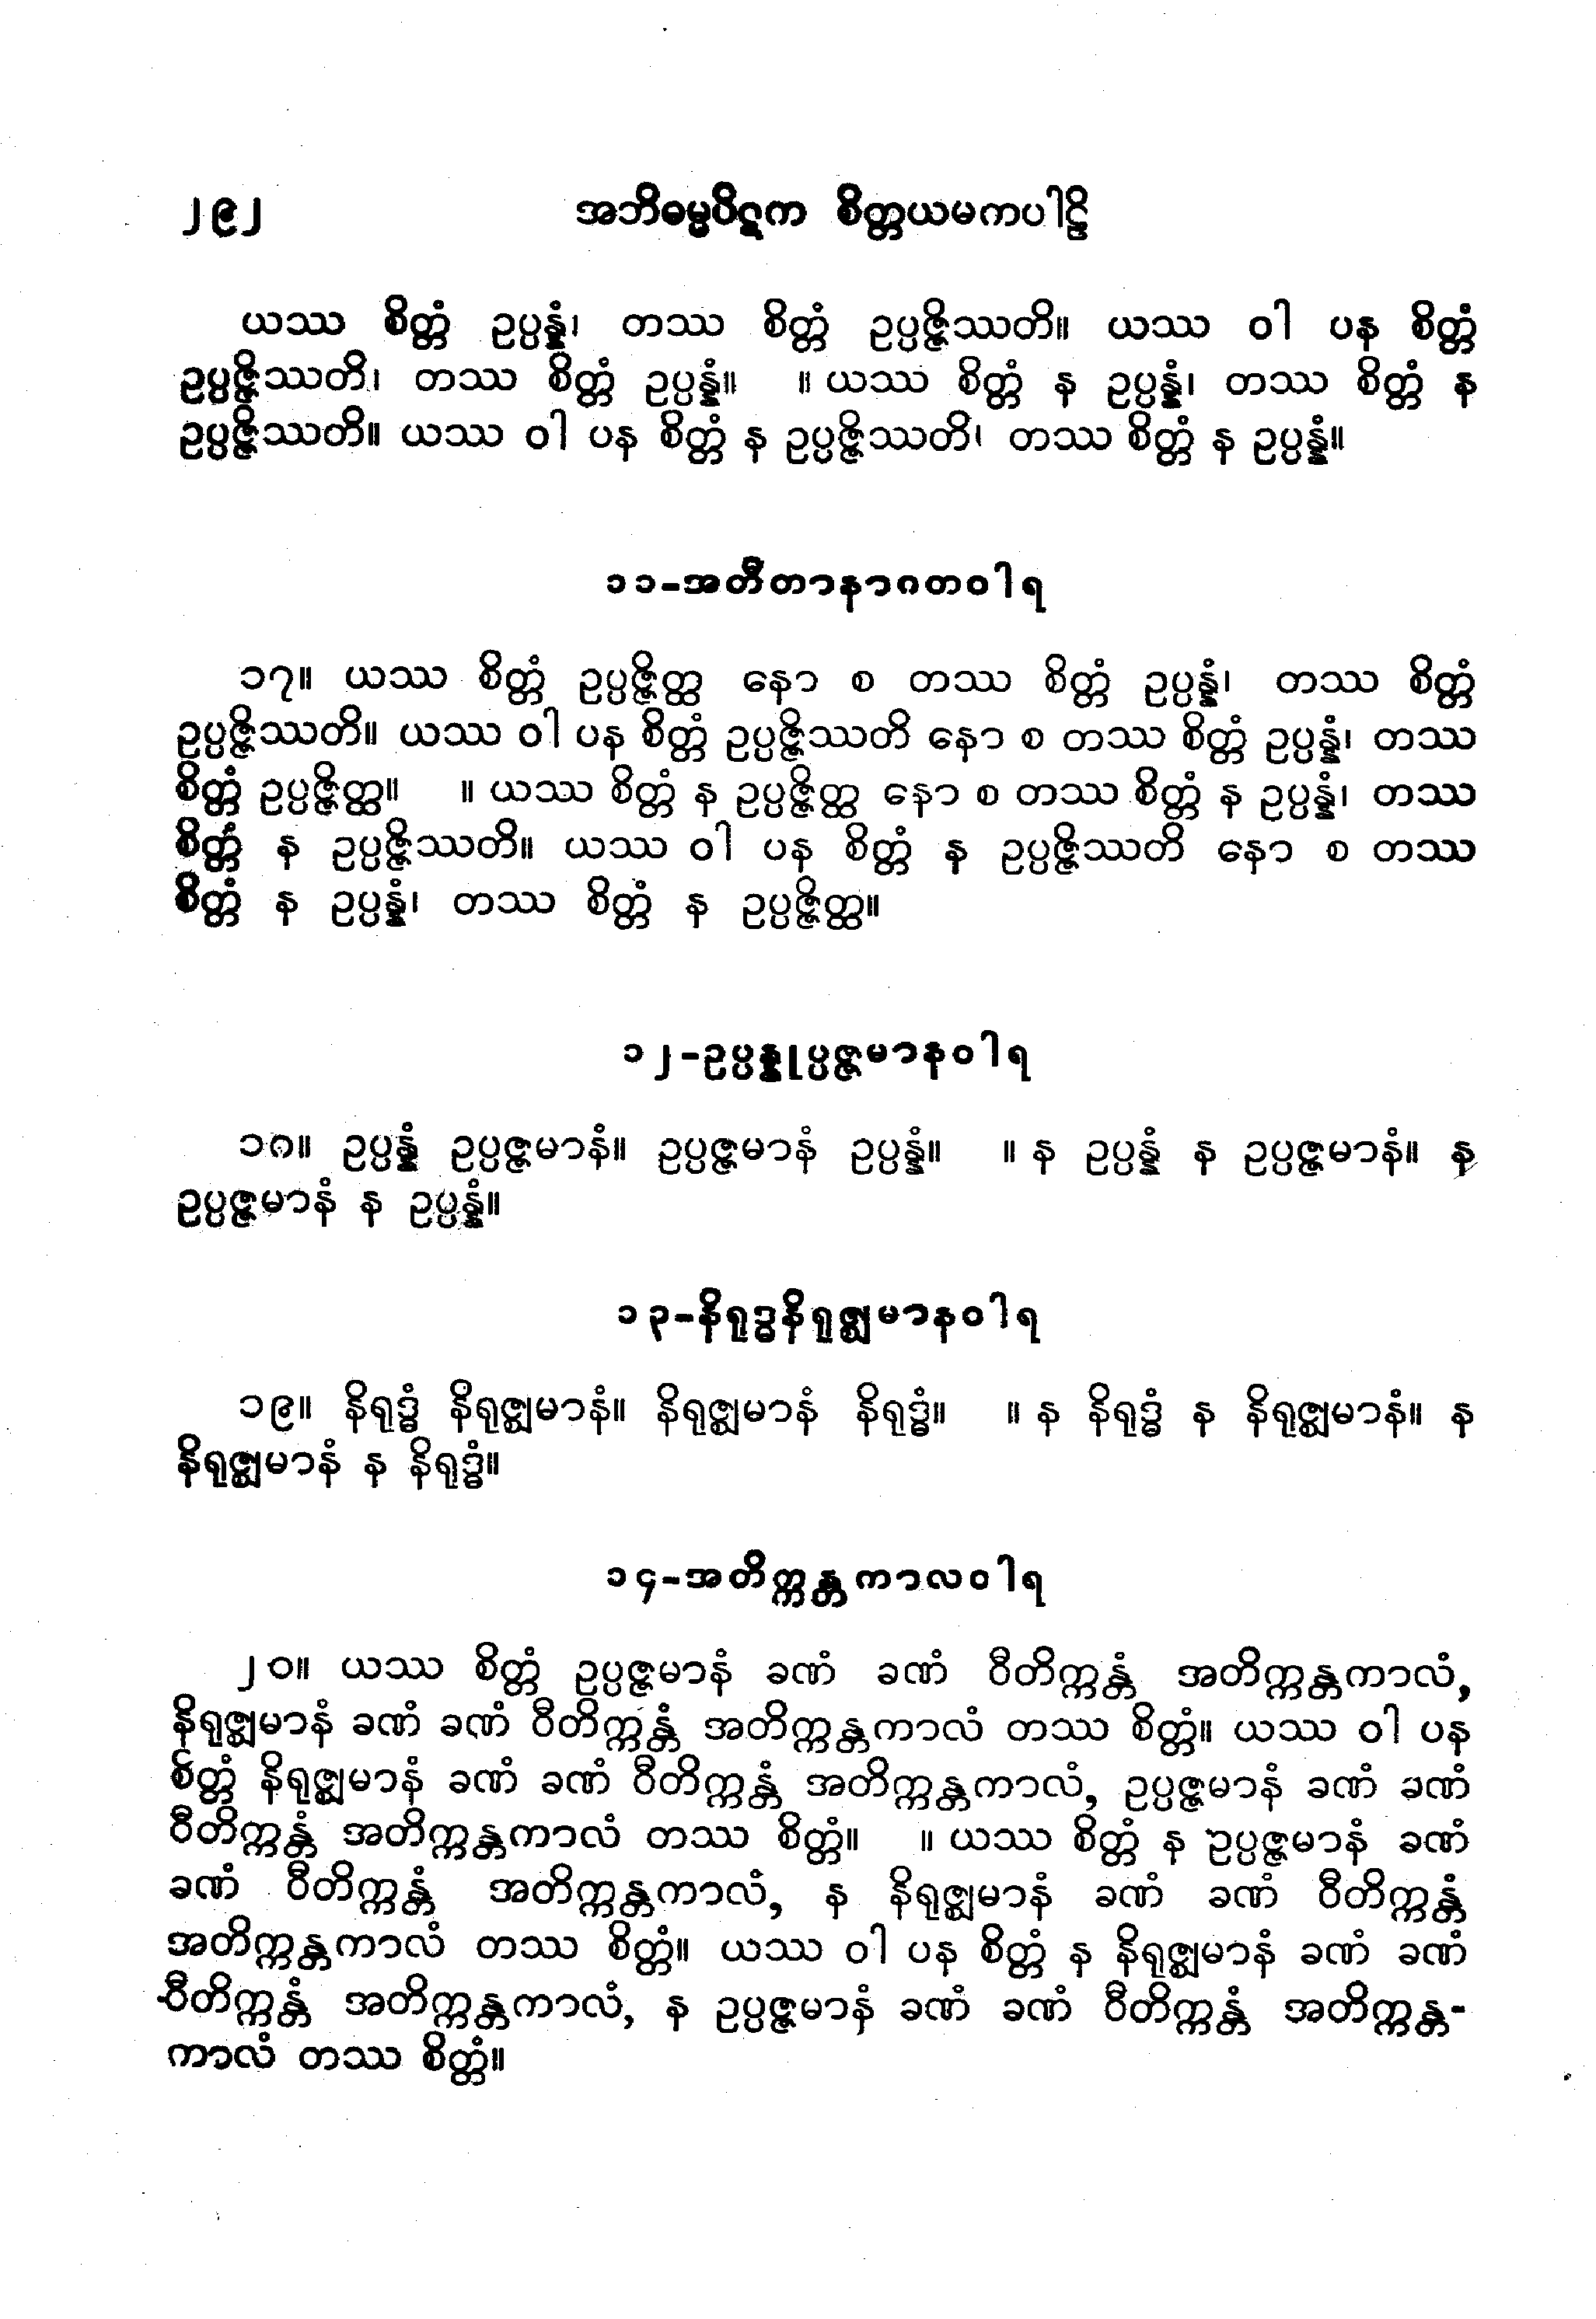 ၂၉၂ အဘိဓမ္မပိဋက စိတ္တယမကပါဠိ
ယဿ စိတ္တံ ဥပ္ပန္နံ၊ တဿ စိတ္တံ ဥပ္ပဇ္ဇိဿတိ။ ယဿ ဝါ ပန စိတ္တံ
ဥပ္ပဇ္ဇိဿတိ၊ တဿ စိတ္တံ ဥပ္ပန္နံ။ ။ ယဿ စိတ္တံ န ဥပ္ပန္နံ၊ တဿ စိတ္တံ န
ဥပ္ပဇ္ဇိဿတိ။ ယဿ ဝါ ပန စိတ္တံ န ဥပ္ပဇ္ဇိဿတိ၊ တဿ စိတ္တံ န ဥပ္ပန္နံ။
၁၁-အတီတာနာဂတဝါရ
၁၇။ ယဿ စိတ္တံ ဥပ္ပဇ္ဇိတ္ထ နော စ တဿ စိတ္တံ ဥပ္ပန္နံ၊ တဿ စိတ္တံ
ဥပ္ပဇ္ဇိဿတိ။ ယဿ ဝါ ပန စိတ္တံ ဥပ္ပဇ္ဇိဿတိ နော စ တဿ စိတ္တံ ဥပ္ပန္နံ၊ တဿ
စိတ္တံ ဥပ္ပဇ္ဇိတ္ထ။ ။ ယဿ စိတ္တံ န ဥပ္ပဇ္ဇိတ္ထ နော စ တဿ စိတ္တံ န ဥပ္ပန္နံ၊ တဿ
စိတ္တံ န ဥပ္ပဇ္ဇိဿတိ။ ယဿ ဝါ ပန စိတ္တံ န ဥပ္ပဇ္ဇိဿတိ နော စ တဿ
စိတ္တံ န ဥပ္ပန္နံ၊ တဿ စိတ္တံ န ဥပ္ပဇ္ဇိတ္ထ။
၁၂-ဥပ္ပန္နုပ္ပဇ္ဇမာနဝါရ
၁၈။ ဥပ္ပန္နံ ဥပ္ပဇ္ဇမာနံ။ ဥပ္ပဇ္ဇမာနံ ဥပ္ပန္နံ။ ။ န ဥပ္ပန္နံ န ဥပ္ပဇ္ဇမာနံ။ န
ဥပ္ပဇ္ဇမာနံ န ဥပ္ပန္နံ။
၁၃-နိရုဒ္ဓနိရုဇ္ဈမာနဝါရ
၁၉။ နိရုဒ္ဓံ နိရုဇ္ဈမာနံ။ နိရုဇ္ဈမာနံ နိရုဒ္ဓံ။ ။ န နိရုဒ္ဓံ န နိရုဇ္ဈမာနံ။ န
နိရုဇ္ဈမာနံ န နိရုဒ္ဓံ။
၁၄-အတိက္ကန္တကာလဝါရ
၂၀။ ယဿ စိတ္တံ ဥပ္ပဇ္ဇမာနံ ခဏံ ခဏံ ဝီတိက္ကန္တံ အတိက္ကန္တကာလံ,
နိရုဇ္ဈမာနံ ခဏံ ခဏံ ဝီတိက္ကန္တံ အတိက္ကန္တကာလံ တဿ စိတ္တံ။ ယဿ ဝါ ပန
စိတ္တံ နိရုဇ္ဈမာနံ ခဏံ ခဏံ ဝီတိက္ကန္တံ အတိက္ကန္တကာလံ, ဥပ္ပဇ္ဇမာနံ ခဏံ ခဏံ
ဝီတိက္ကန္တံ အတိက္ကန္တကာလံ တဿ စိတ္တံ။ ။ ယဿ စိတ္တံ န ဥပ္ပဇ္ဇမာနံ ခဏံ
ခဏံ ဝီတိက္ကန္တံ အတိက္ကန္တကာလံ, န နိရုဇ္ဈမာနံ ခဏံ ခဏံ ဝီတိက္ကန္တံ
အတိက္ကန္တကာလံ တဿ စိတ္တံ။ ယဿ ဝါ ပန စိတ္တံ န နိရုဇ္ဈမာနံ ခဏံ ခဏံ
ဝီတိက္ကန္တံ အတိက္ကန္တကာလံ, န ဥပ္ပဇ္ဇမာနံ ခဏံ ခဏံ ဝီတိက္ကန္တံ အတိက္ကန္တ-
ကာလံ တဿ စိတ္တံ။